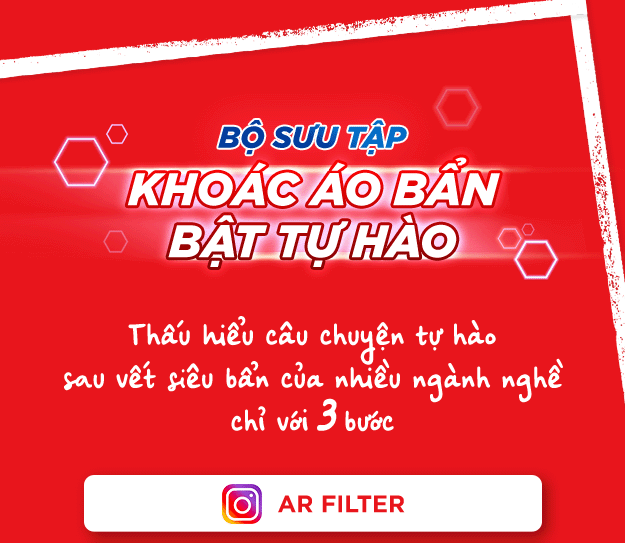 BỘ SƯU TẬP
KHOÁC ÁO BẨN
BẬT TỰ HÀO
Thấu hiểu câu chuyện tự hào
sau vết siêu bẩn của nhiều ngành nghề
chỉ với 3 bước
AR FILTER